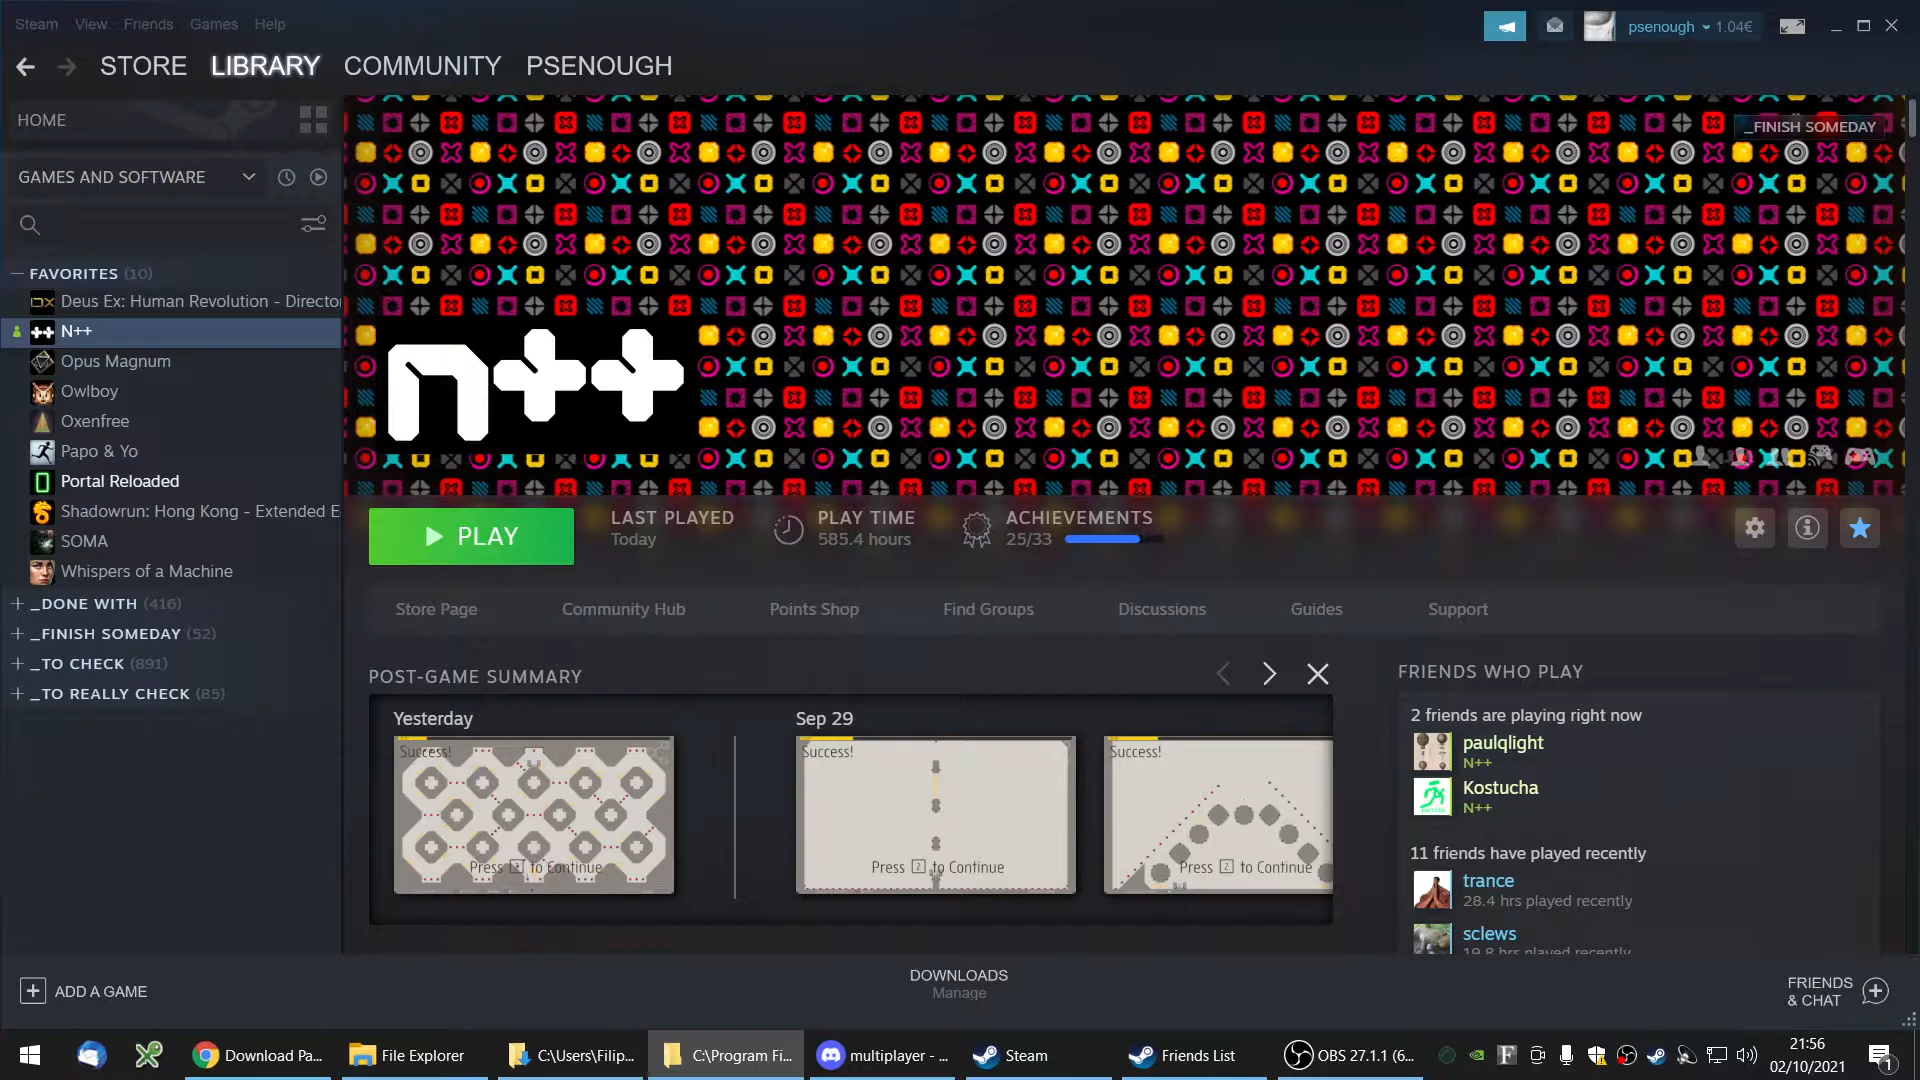 Steam View Friends Games Help
psenough 1.04€
STORE LIBRARY COMMUNITY PSENOUGH
HOME
GAMES AND SOFTWARE
FAVORITES (10)
Deus Ex: Human Revolution - Directo
N++
Opus Magnum
Owlboy
Oxenfree
Papo & Yo
Portal Reloaded
Shadowrun: Hong Kong - Extended E
SOMA
Whispers of a Machine
_DONE WITH (416)
_FINISH SOMEDAY (52)
_TO CHECK (891)
_TO REALLY CHECK (85)
_FINISH SOMEDAY
n++
PLAY
LAST PLAYED
Today
PLAY TIME
585.4 hours
ACHIEVEMENTS
25/33
Store Page Community Hub Points Shop Find Groups Discussions Guides Support
POST-GAME SUMMARY
Yesterday
Success!
Press Z to Continue
Sep 29
Success!
Press Z to Continue
Success!
Press Z to Continue
FRIENDS WHO PLAY
2 friends are playing right now
paulqlight
N++
Kostucha
N++
11 friends have played recently
trance
28.4 hrs played recently
sclews
19.8 hrs played recently
ADD A GAME
DOWNLOADS
Manage
FRIENDS
& CHAT
Download Pa...
File Explorer
C:\Users\Filip...
C:\Program Fi...
multiplayer - ...
Steam
Friends List
OBS 27.1.1 (6...
21:56
02/10/2021
1